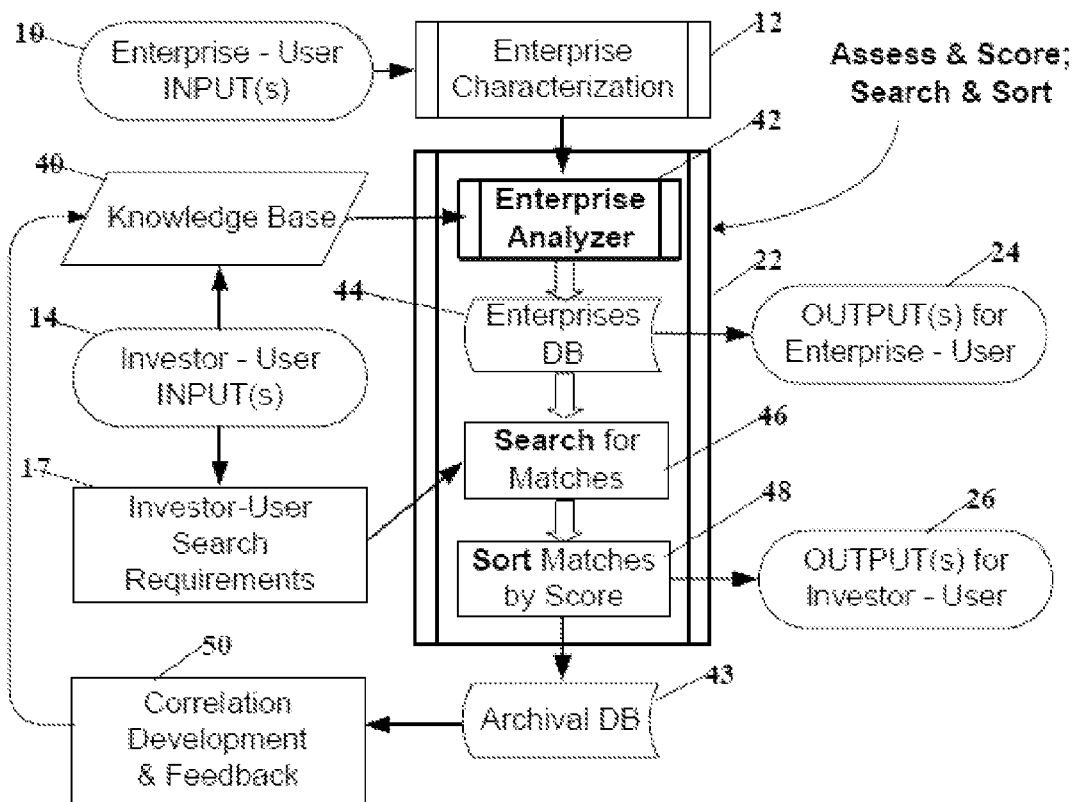 10
Enterprise - User
INPUT(s)
Enterprise
Characterization
12
Assess & Score;
Search & Sort
42
40
Knowledge Base
Enterprise
Analyzer
22
24
44
Enterprises
DB
OUTPUT(s) for
Enterprise - User
14
Investor - User
INPUT(s)
46
Search for
Matches
17
Investor-User
Search
Requirements
48
26
Sort Matches
by Score
OUTPUT(s) for
Investor - User
50
43
Correlation
Development
& Feedback
Archival DB